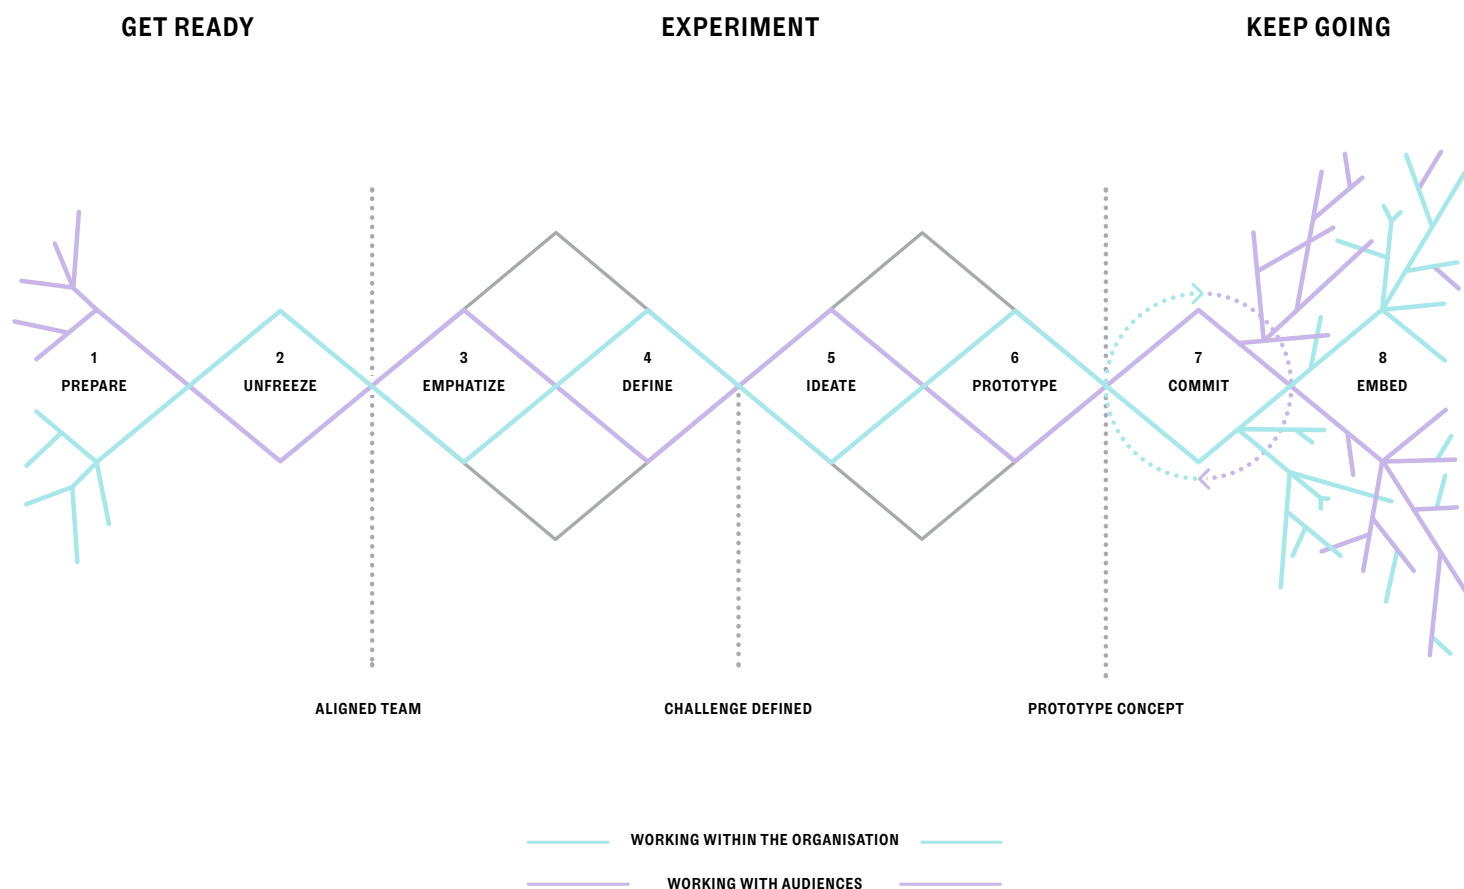 GET READY
EXPERIMENT
KEEP GOING
1
PREPARE
2
UNFREEZE
3
EMPHATIZE
4
DEFINE
5
IDEATE
6
PROTOTYPE
7
COMMIT
8
EMBED
ALIGNED TEAM
CHALLENGE DEFINED
PROTOTYPE CONCEPT
WORKING WITHIN THE ORGANISATION
WORKING WITH AUDIENCES